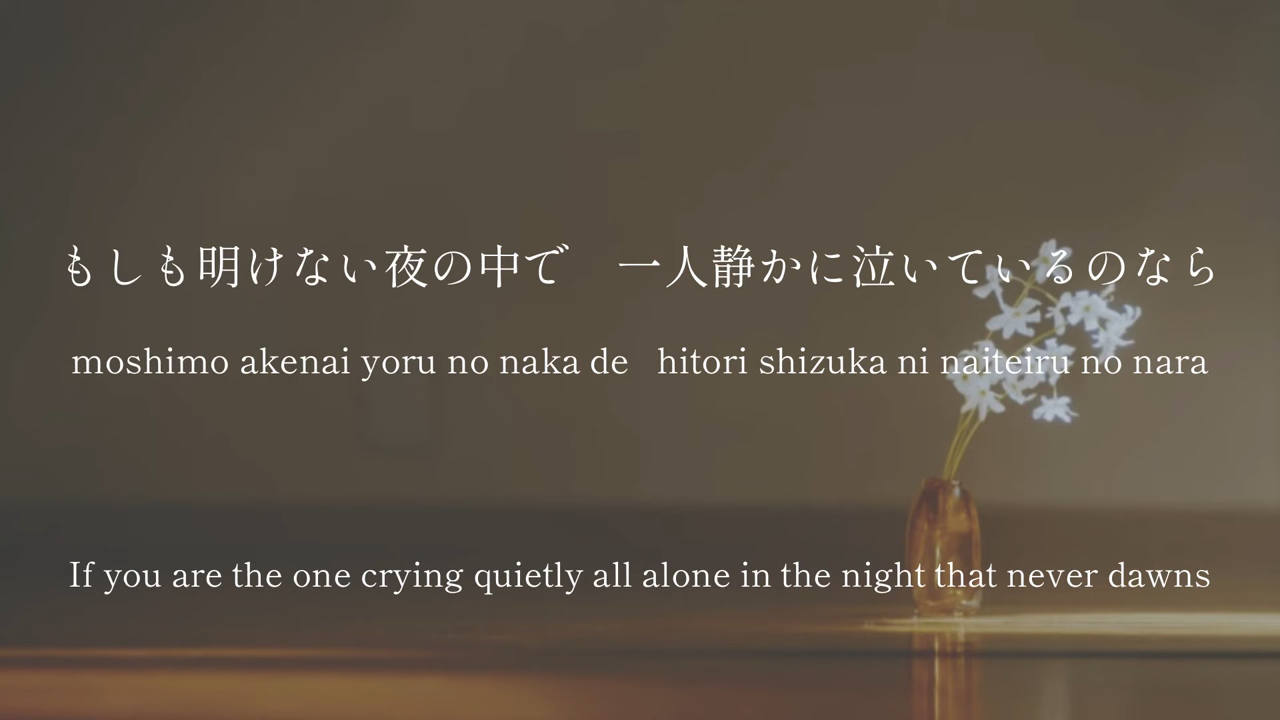 もしも明けない夜の中で　一人静かに泣いているのなら
moshimo akenai yoru no naka de   hitori shizuka ni naiteiru no nara
If you are the one crying quietly all alone in the night that never dawns